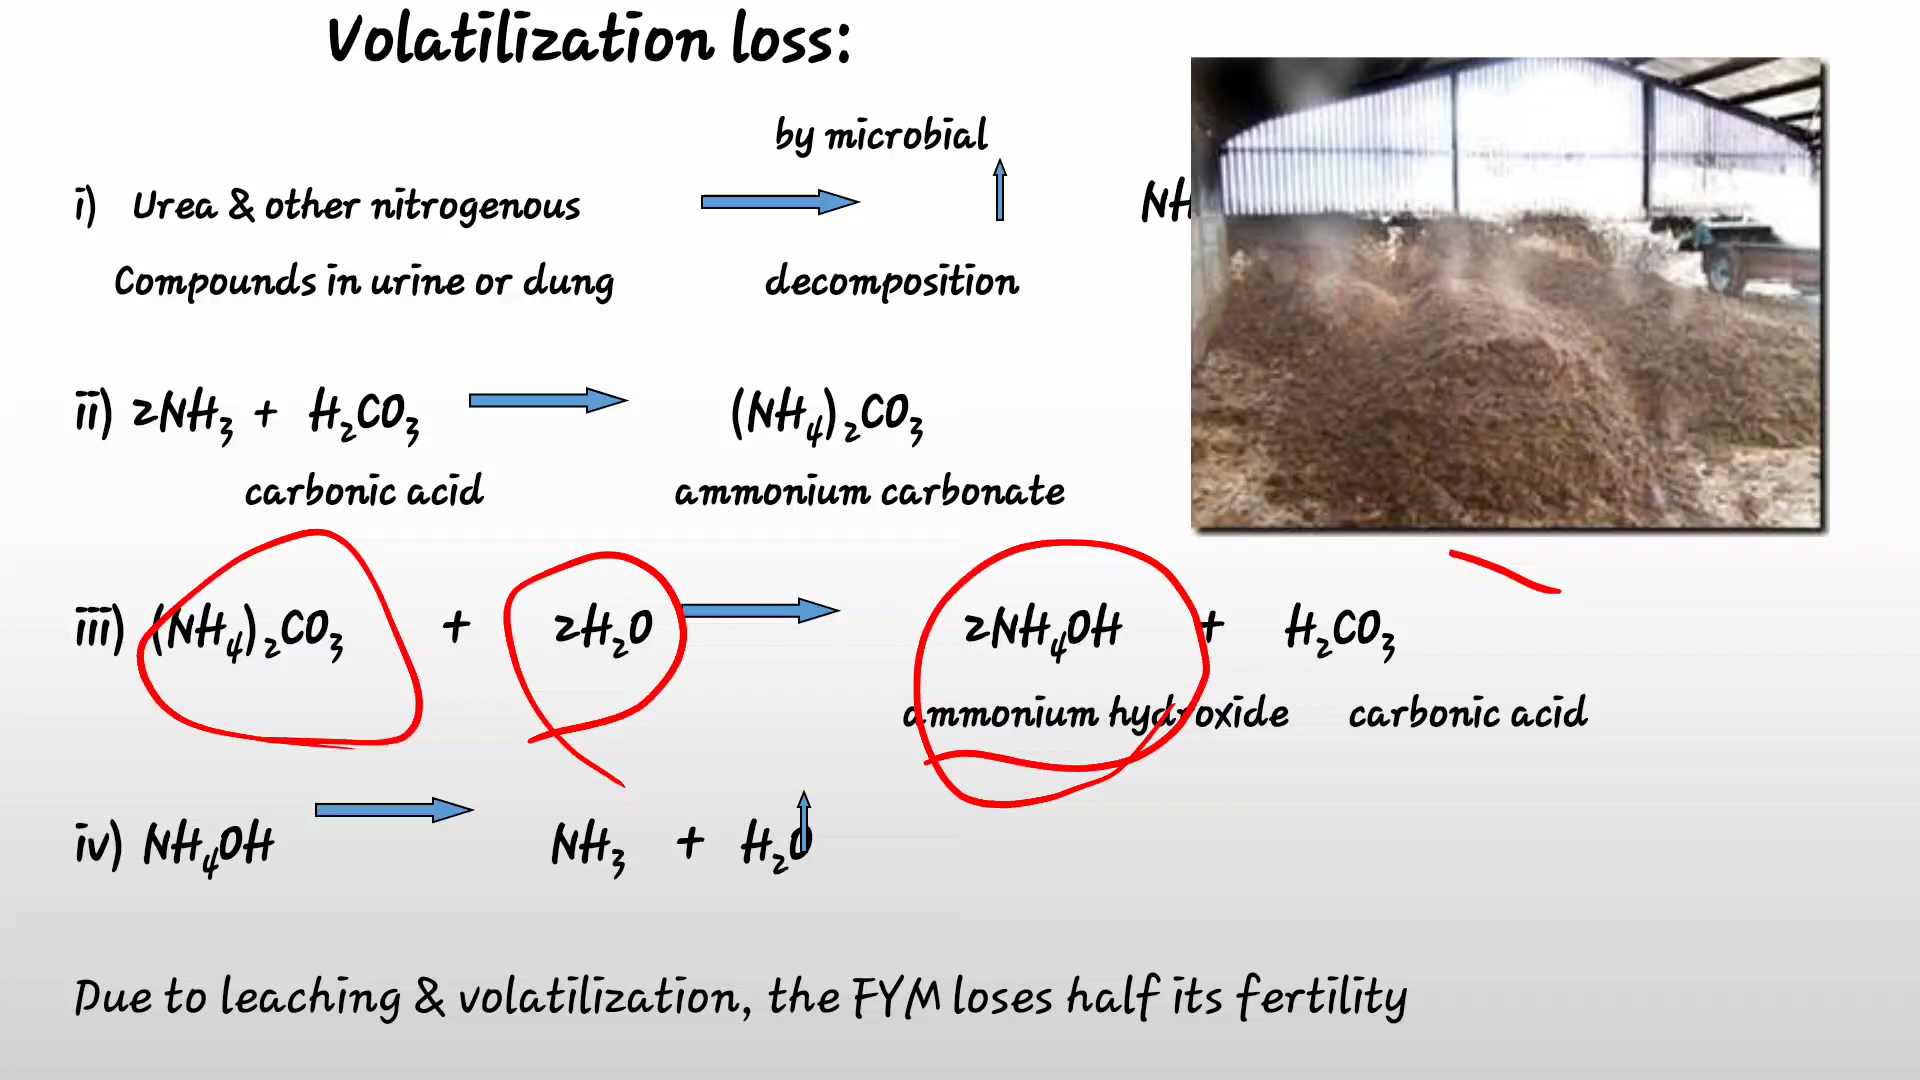 Volatilization loss:
by microbial
i) Urea & other nitrogenous NH
Compounds in urine or dung decomposition
ii) 2NH₃ + H₂CO₃ (NH₄)₂CO₃
carbonic acid ammonium carbonate
iii) (NH₄)₂CO₃ + 2H₂O 2NH₄OH + H₂CO₃
ammonium hydroxide carbonic acid
iv) NH₄OH NH₃ + H₂O
Due to leaching & volatilization, the FYM loses half its fertility